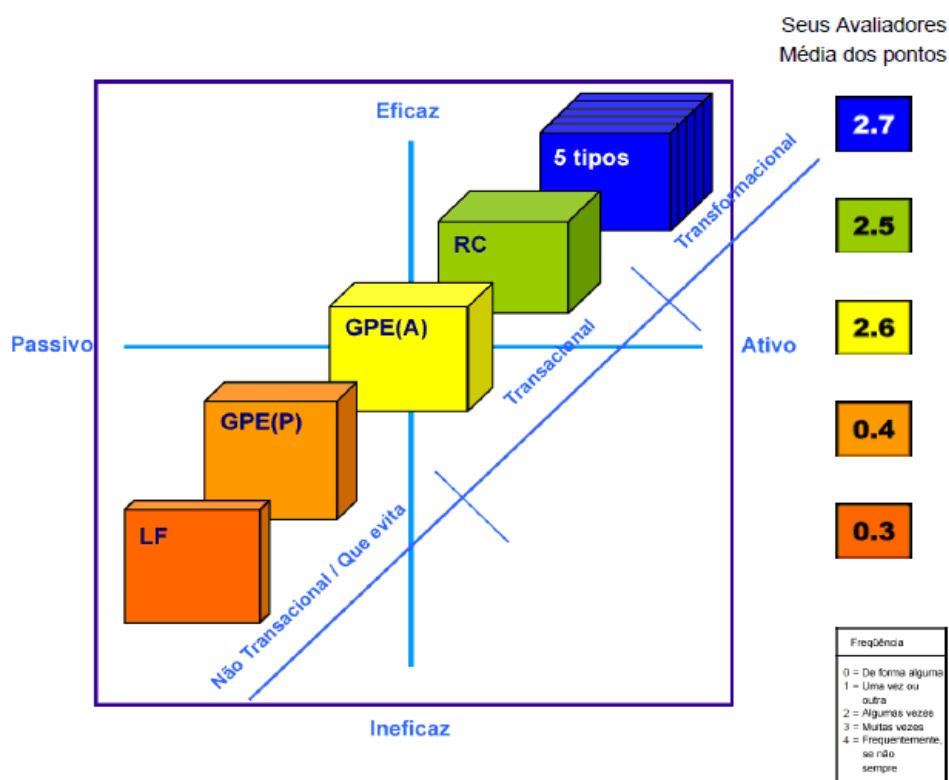 Seus Avaliadores
Média dos pontos
Eficaz
2.7
5 tipos
Transformacional
2.5
RC
2.6
GPE(A)
Passivo
Ativo
Transacional
GPE(P)
0.4
LF
0.3
Não Transacional / Que evita
Ineficaz
Freqüência
0 = De forma alguma
1 = Uma vez ou
outra
2 = Algumas vezes
3 = Muitas vezes
4 = Frequentemente,
se não
sempre